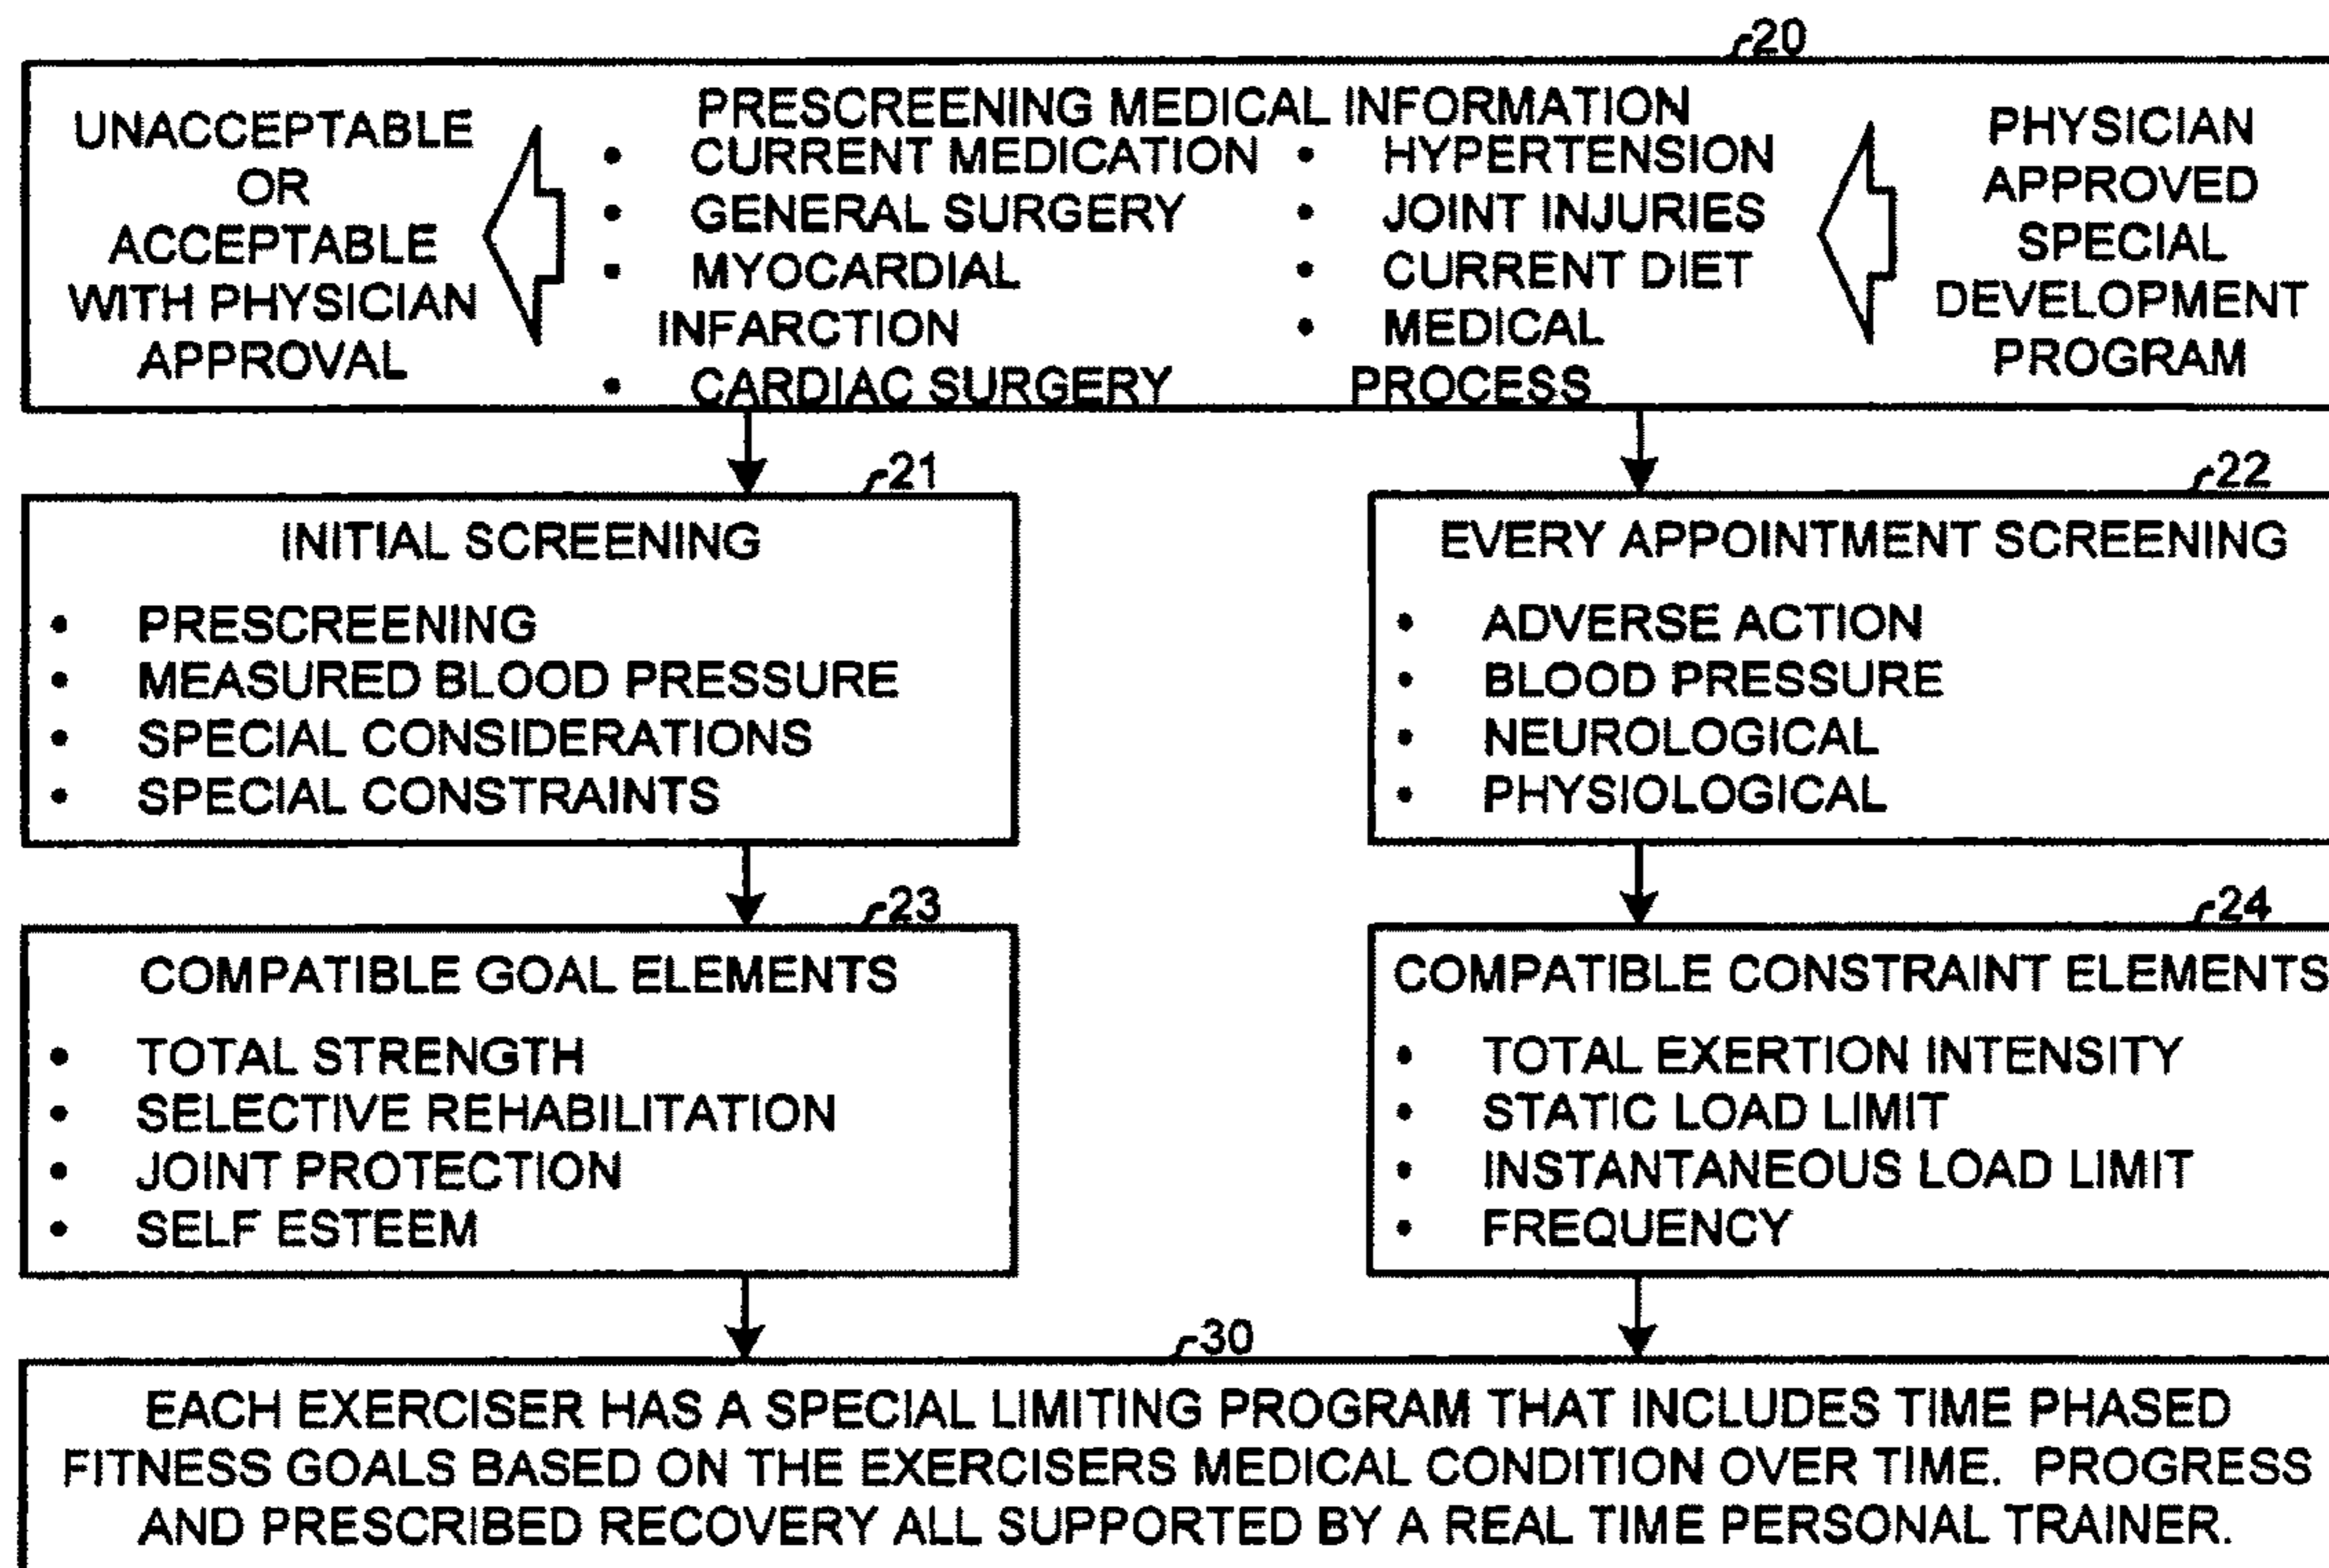 20
UNACCEPTABLE
OR
ACCEPTABLE
WITH PHYSICIAN
APPROVAL
PRESCREENING MEDICAL INFORMATION
• CURRENT MEDICATION
• GENERAL SURGERY
• MYOCARDIAL
INFARCTION
• CARDIAC SURGERY
• HYPERTENSION
• JOINT INJURIES
• CURRENT DIET
• MEDICAL
PROCESS
PHYSICIAN
APPROVED
SPECIAL
DEVELOPMENT
PROGRAM
21
INITIAL SCREENING
• PRESCREENING
• MEASURED BLOOD PRESSURE
• SPECIAL CONSIDERATIONS
• SPECIAL CONSTRAINTS
22
EVERY APPOINTMENT SCREENING
• ADVERSE ACTION
• BLOOD PRESSURE
• NEUROLOGICAL
• PHYSIOLOGICAL
23
COMPATIBLE GOAL ELEMENTS
• TOTAL STRENGTH
• SELECTIVE REHABILITATION
• JOINT PROTECTION
• SELF ESTEEM
24
COMPATIBLE CONSTRAINT ELEMENTS
• TOTAL EXERTION INTENSITY
• STATIC LOAD LIMIT
• INSTANTANEOUS LOAD LIMIT
• FREQUENCY
30
EACH EXERCISER HAS A SPECIAL LIMITING PROGRAM THAT INCLUDES TIME PHASED
FITNESS GOALS BASED ON THE EXERCISERS MEDICAL CONDITION OVER TIME. PROGRESS
AND PRESCRIBED RECOVERY ALL SUPPORTED BY A REAL TIME PERSONAL TRAINER.